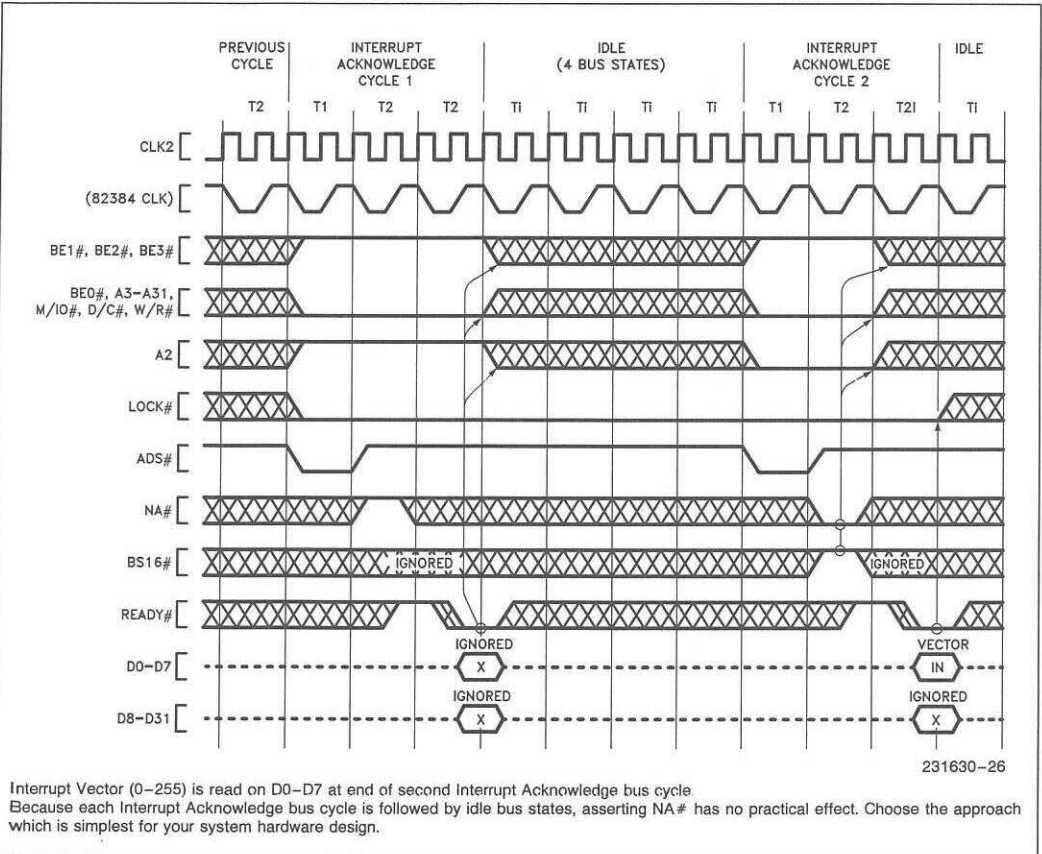 PREVIOUS CYCLE
INTERRUPT ACKNOWLEDGE CYCLE 1
IDLE (4 BUS STATES)
INTERRUPT ACKNOWLEDGE CYCLE 2
IDLE
T2 T1 T2 T2 Ti Ti Ti Ti T1 T2 T2I Ti
CLK2
(82384 CLK)
BE1#, BE2#, BE3#
BE0#, A3–A31,
M/IO#, D/C#, W/R#
A2
LOCK#
ADS#
NA#
BS16# IGNORED IGNORED
READY#
IGNORED VECTOR
D0–D7 X IN
IGNORED IGNORED
D8–D31 X X
231630–26
Interrupt Vector (0–255) is read on D0–D7 at end of second Interrupt Acknowledge bus cycle.
Because each Interrupt Acknowledge bus cycle is followed by idle bus states, asserting NA# has no practical effect. Choose the approach
which is simplest for your system hardware design.